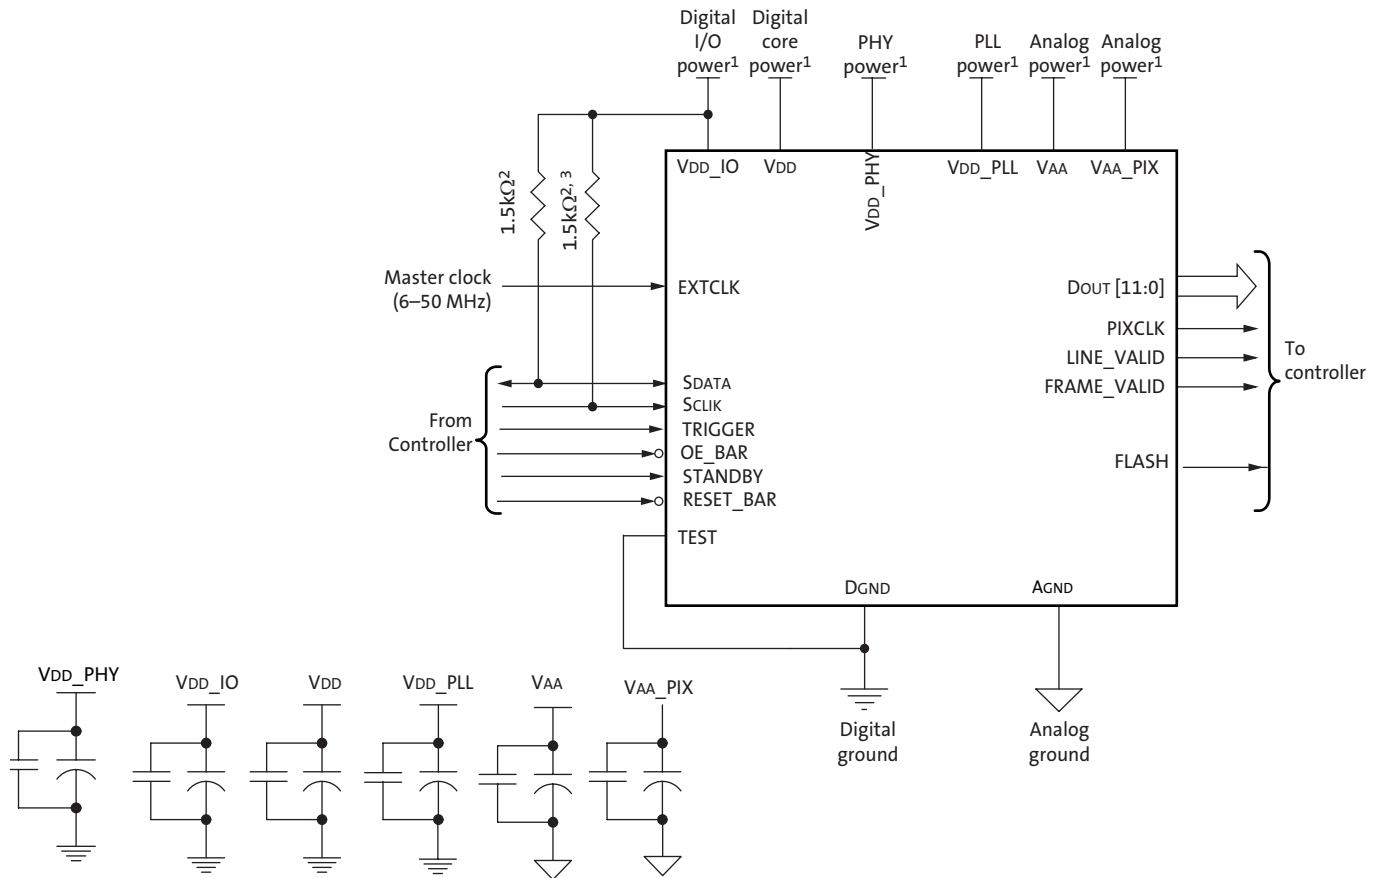 Digital
I/O
power1
Digital
core
power1
PHY
power1
PLL
power1
Analog
power1
Analog
power1
VDD_IO
VDD
VDD_PHY
VDD_PLL
VAA
VAA_PIX
1.5kΩ2
1.5kΩ2, 3
Master clock
(6–50 MHz)
EXTCLK
From
Controller
SDATA
SCLIK
TRIGGER
OE_BAR
STANDBY
RESET_BAR
TEST
DOUT [11:0]
PIXCLK
LINE_VALID
FRAME_VALID
FLASH
To
controller
DGND
AGND
Digital
ground
Analog
ground
VDD_PHY
VDD_IO
VDD
VDD_PLL
VAA
VAA_PIX